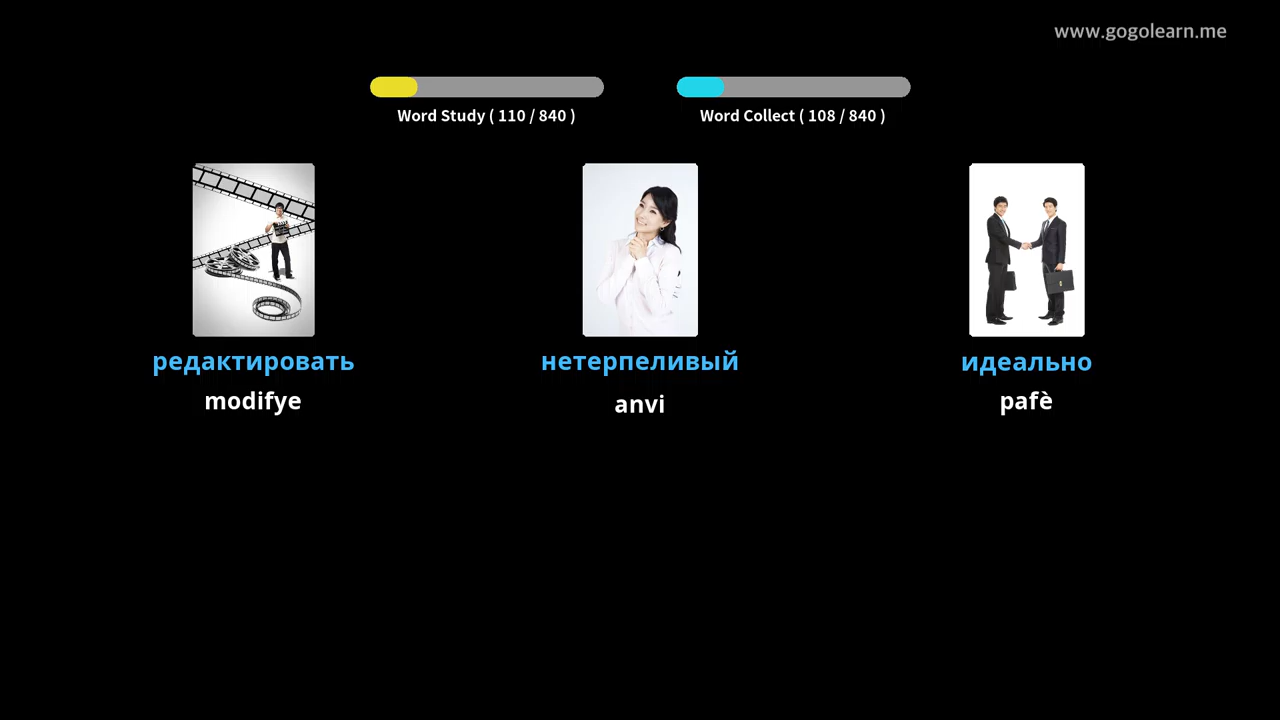 www.gogolearn.me
Word Study ( 110 / 840 )
Word Collect ( 108 / 840 )
редактировать
нетерпеливый
идеально
modifye
anvi
pafè